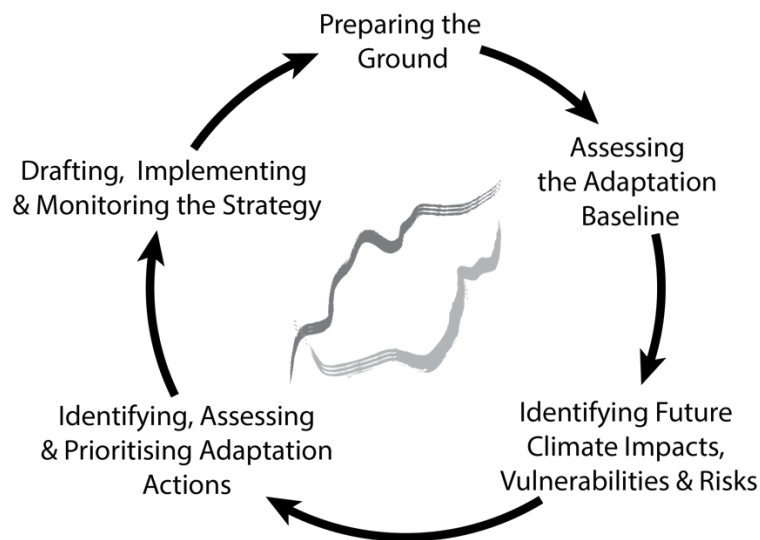 Preparing the
Ground
Assessing
the Adaptation
Baseline
Identifying Future
Climate Impacts,
Vulnerabilities & Risks
Identifying, Assessing
& Prioritising Adaptation
Actions
Drafting, Implementing
& Monitoring the Strategy